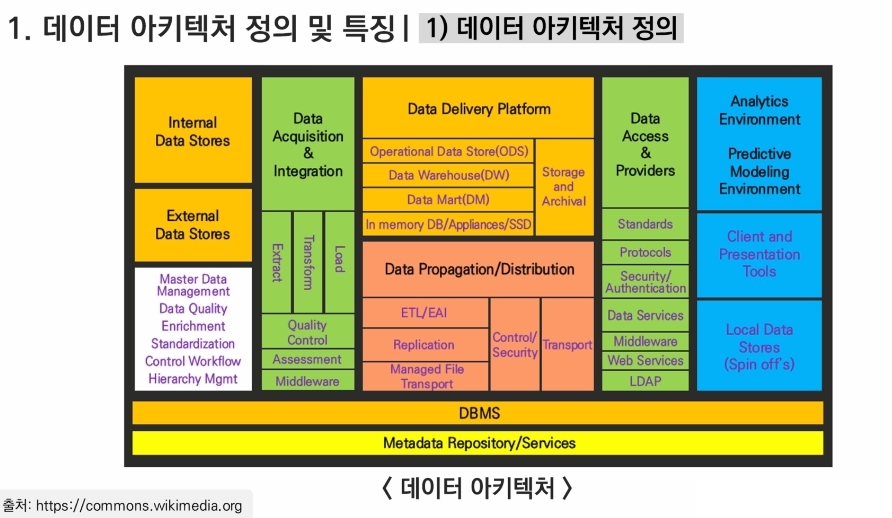 1. 데이터 아키텍처 정의 및 특징 | 1) 데이터 아키텍처 정의
Internal
Data Stores
External
Data Stores
Master Data
Management
Data Quality
Enrichment
Standardization
Control Workflow
Hierarchy Mgmt
Data
Acquisition
&
Integration
Extract
Transform
Load
Quality
Control
Assessment
Middleware
Data Delivery Platform
Operational Data Store(ODS)
Data Warehouse(DW)
Data Mart(DM)
In memory DB/Appliances/SSD
Storage
and
Archival
Data Propagation/Distribution
ETL/EAI
Replication
Managed File
Transport
Control/
Security
Transport
Data
Access
&
Providers
Standards
Protocols
Security/
Authentication
Data Services
Middleware
Web Services
LDAP
Analytics
Environment
Predictive
Modeling
Environment
Client and
Presentation
Tools
Local Data
Stores
(Spin off's)
DBMS
Metadata Repository/Services
< 데이터 아키텍처 >
출처: https://commons.wikimedia.org